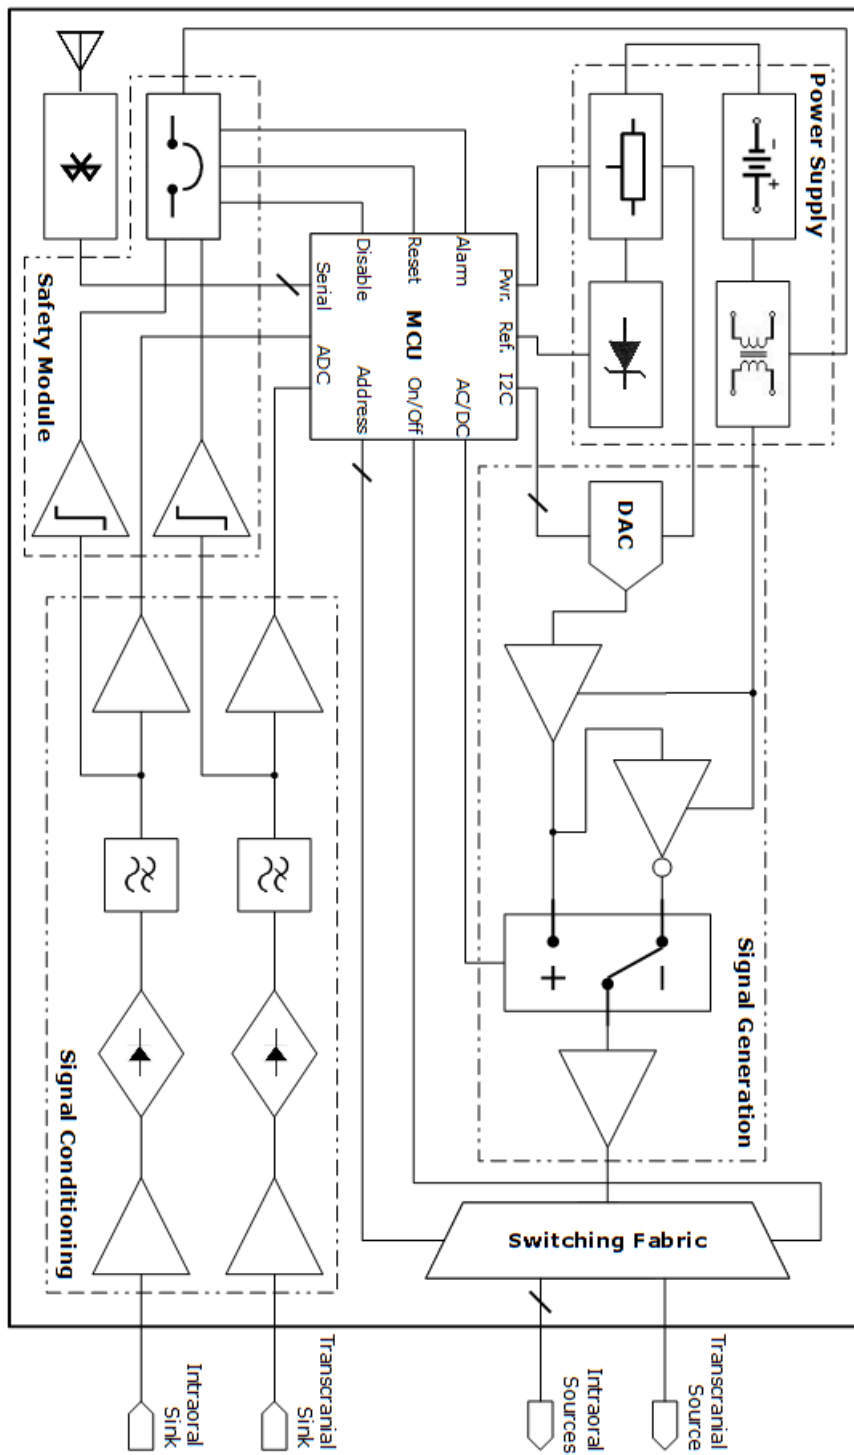 Power Supply
Safety Module
Serial
Disable
Reset
Alarm
Pwr.
MCU
Ref.
ADC
Address
On/Off
AC/DC
I2C
DAC
Signal Generation
Signal Conditioning
Switching Fabric
Intraoral
Sink
Transcranial
Sink
Intraoral
Sources
Transcranial
Source